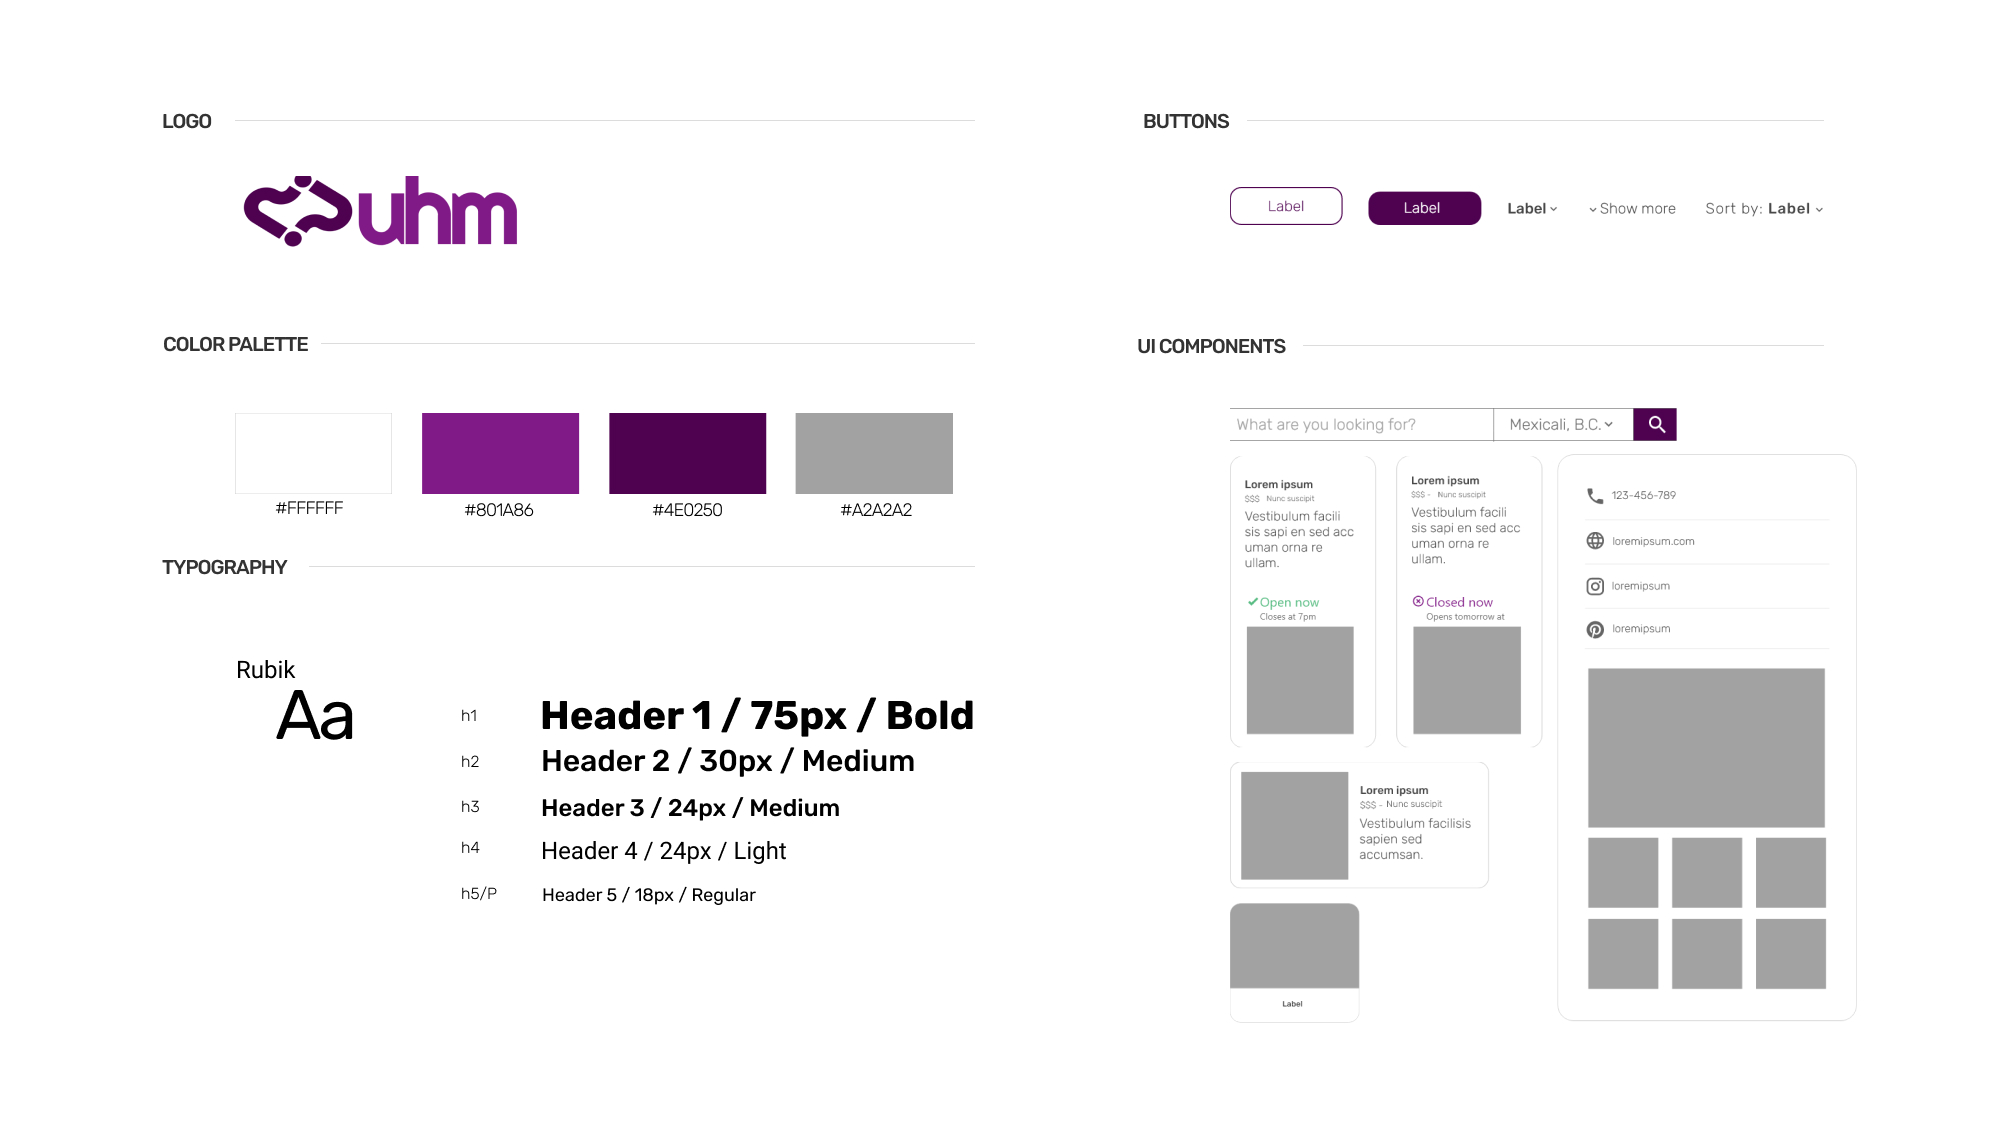 LOGO
uhm
COLOR PALETTE
#FFFFFF
#801A86
#4E0250
#A2A2A2
TYPOGRAPHY
Rubik
Aa
h1
Header 1 / 75px / Bold
h2
Header 2 / 30px / Medium
h3
Header 3 / 24px / Medium
h4
Header 4 / 24px / Light
h5/P
Header 5 / 18px / Regular
BUTTONS
Label
Label
Label
Show more
Sort by: Label
UI COMPONENTS
What are you looking for?
Mexicali, B.C.
Lorem ipsum
$$$ Nunc suscipit
Vestibulum facili
sis sapi en sed acc
uman orna re
ullam.
Open now
Closes at 7pm
Lorem ipsum
$$$ - Nunc suscipit
Vestibulum facili
sis sapi en sed acc
uman orna re
ullam.
Closed now
Opens tomorrow at
123-456-789
loremipsum.com
loremipsum
loremipsum
Lorem ipsum
$$$ - Nunc suscipit
Vestibulum facilisis
sapien sed
accumsan.
Label